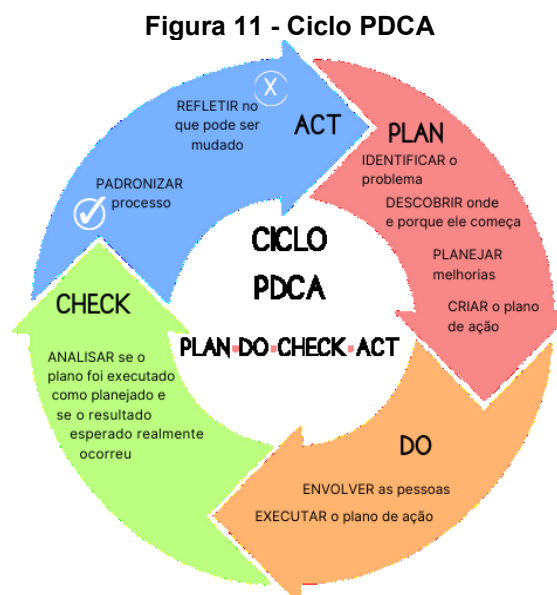 Figura 11 - Ciclo PDCA
ACT
X
REFLETIR no
que pode ser
mudado
PADRONIZAR
processo
PLAN
IDENTIFICAR o
problema
DESCOBRIR onde
e porque ele começa
PLANEJAR
melhorias
CRIAR o plano
de ação
CICLO
PDCA
PLAN-DO-CHECK-ACT
CHECK
ANALISAR se o
plano foi executado
como planejado e
se o resultado
esperado realmente
ocorreu
DO
ENVOLVER as pessoas
EXECUTAR o plano de ação